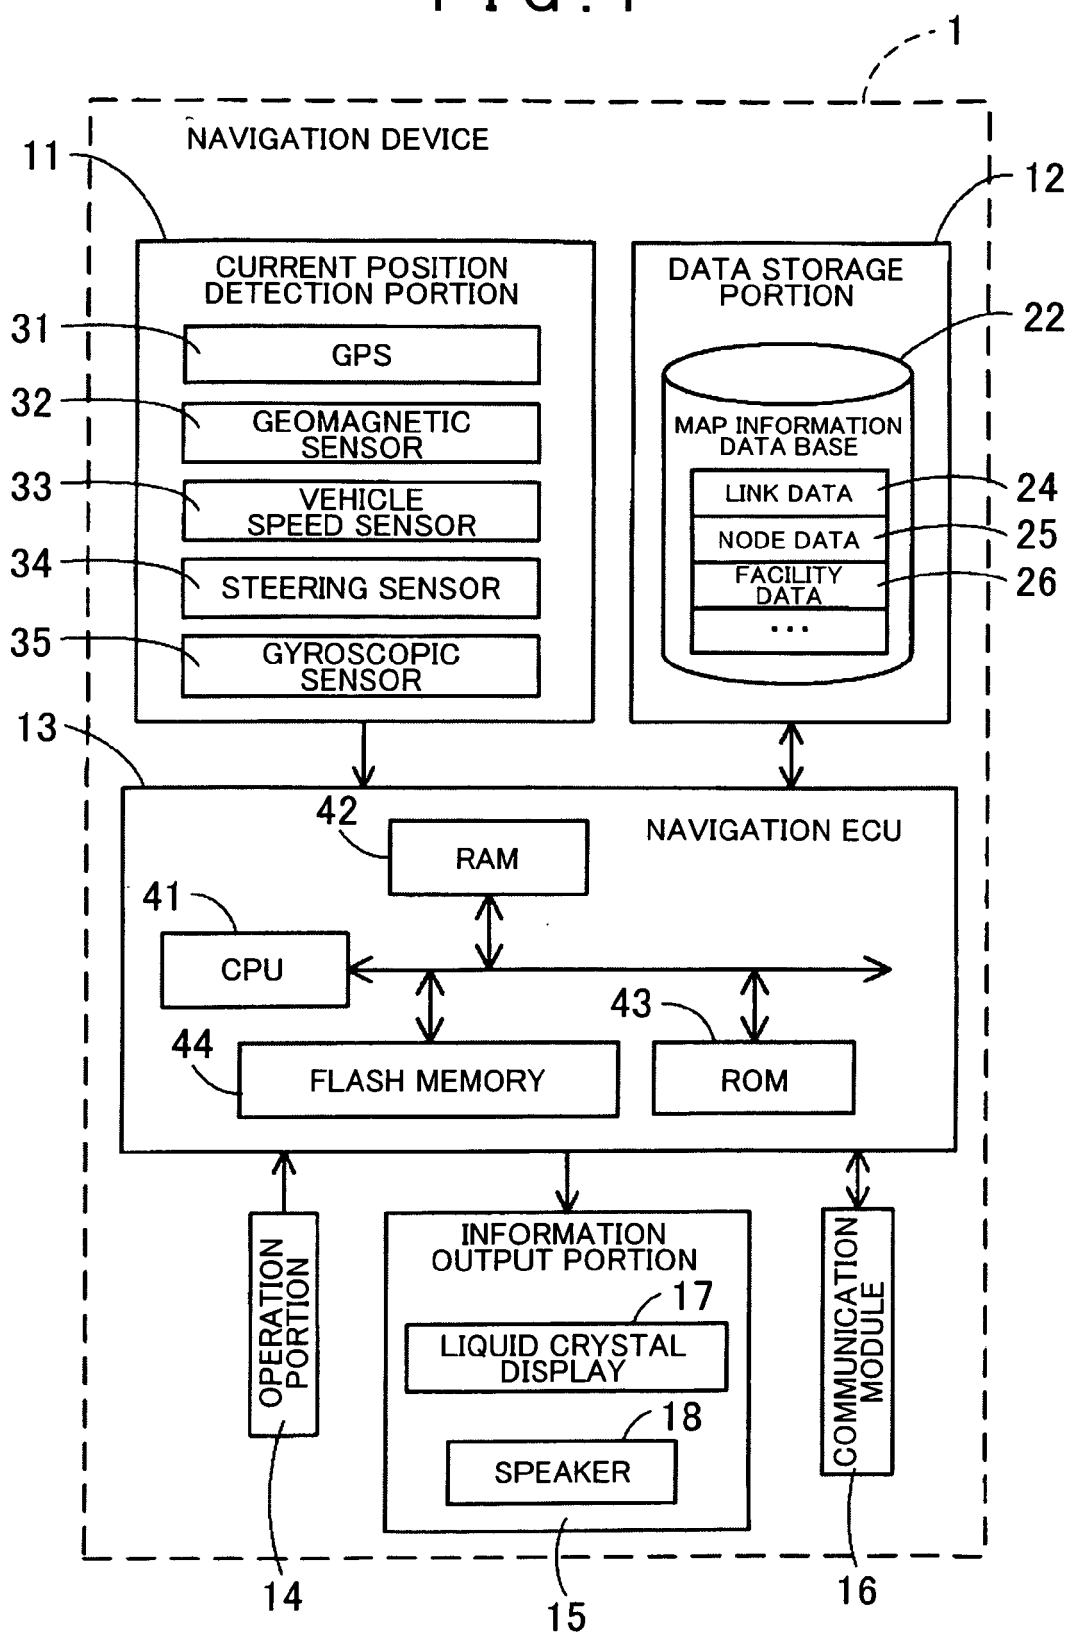 1
NAVIGATION DEVICE
11
12
CURRENT POSITION
DETECTION PORTION
DATA STORAGE
PORTION
31
GPS
22
32
GEOMAGNETIC
SENSOR
MAP INFORMATION
DATA BASE
33
VEHICLE
SPEED SENSOR
LINK DATA
24
NODE DATA
25
34
STEERING SENSOR
FACILITY
DATA
26
...
35
GYROSCOPIC
SENSOR
13
NAVIGATION ECU
42
RAM
41
CPU
43
44
FLASH MEMORY
ROM
OPERATION
PORTION
INFORMATION
OUTPUT PORTION
17
LIQUID CRYSTAL
DISPLAY
18
SPEAKER
COMMUNICATION
MODULE
14
15
16